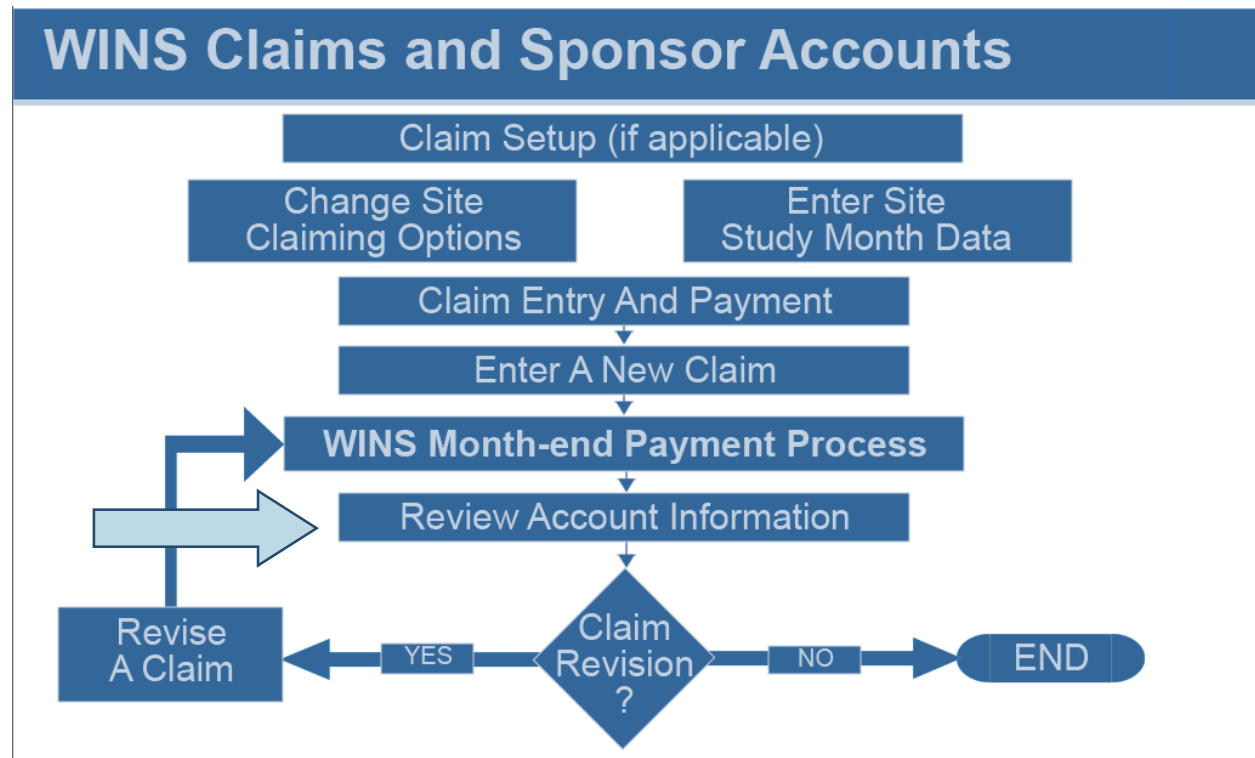 WINS Claims and Sponsor Accounts
Claim Setup (if applicable)
Change Site
Claiming Options
Enter Site
Study Month Data
Claim Entry And Payment
Enter A New Claim
WINS Month-end Payment Process
Review Account Information
Claim
Revision
?
YES
Revise
A Claim
NO
END